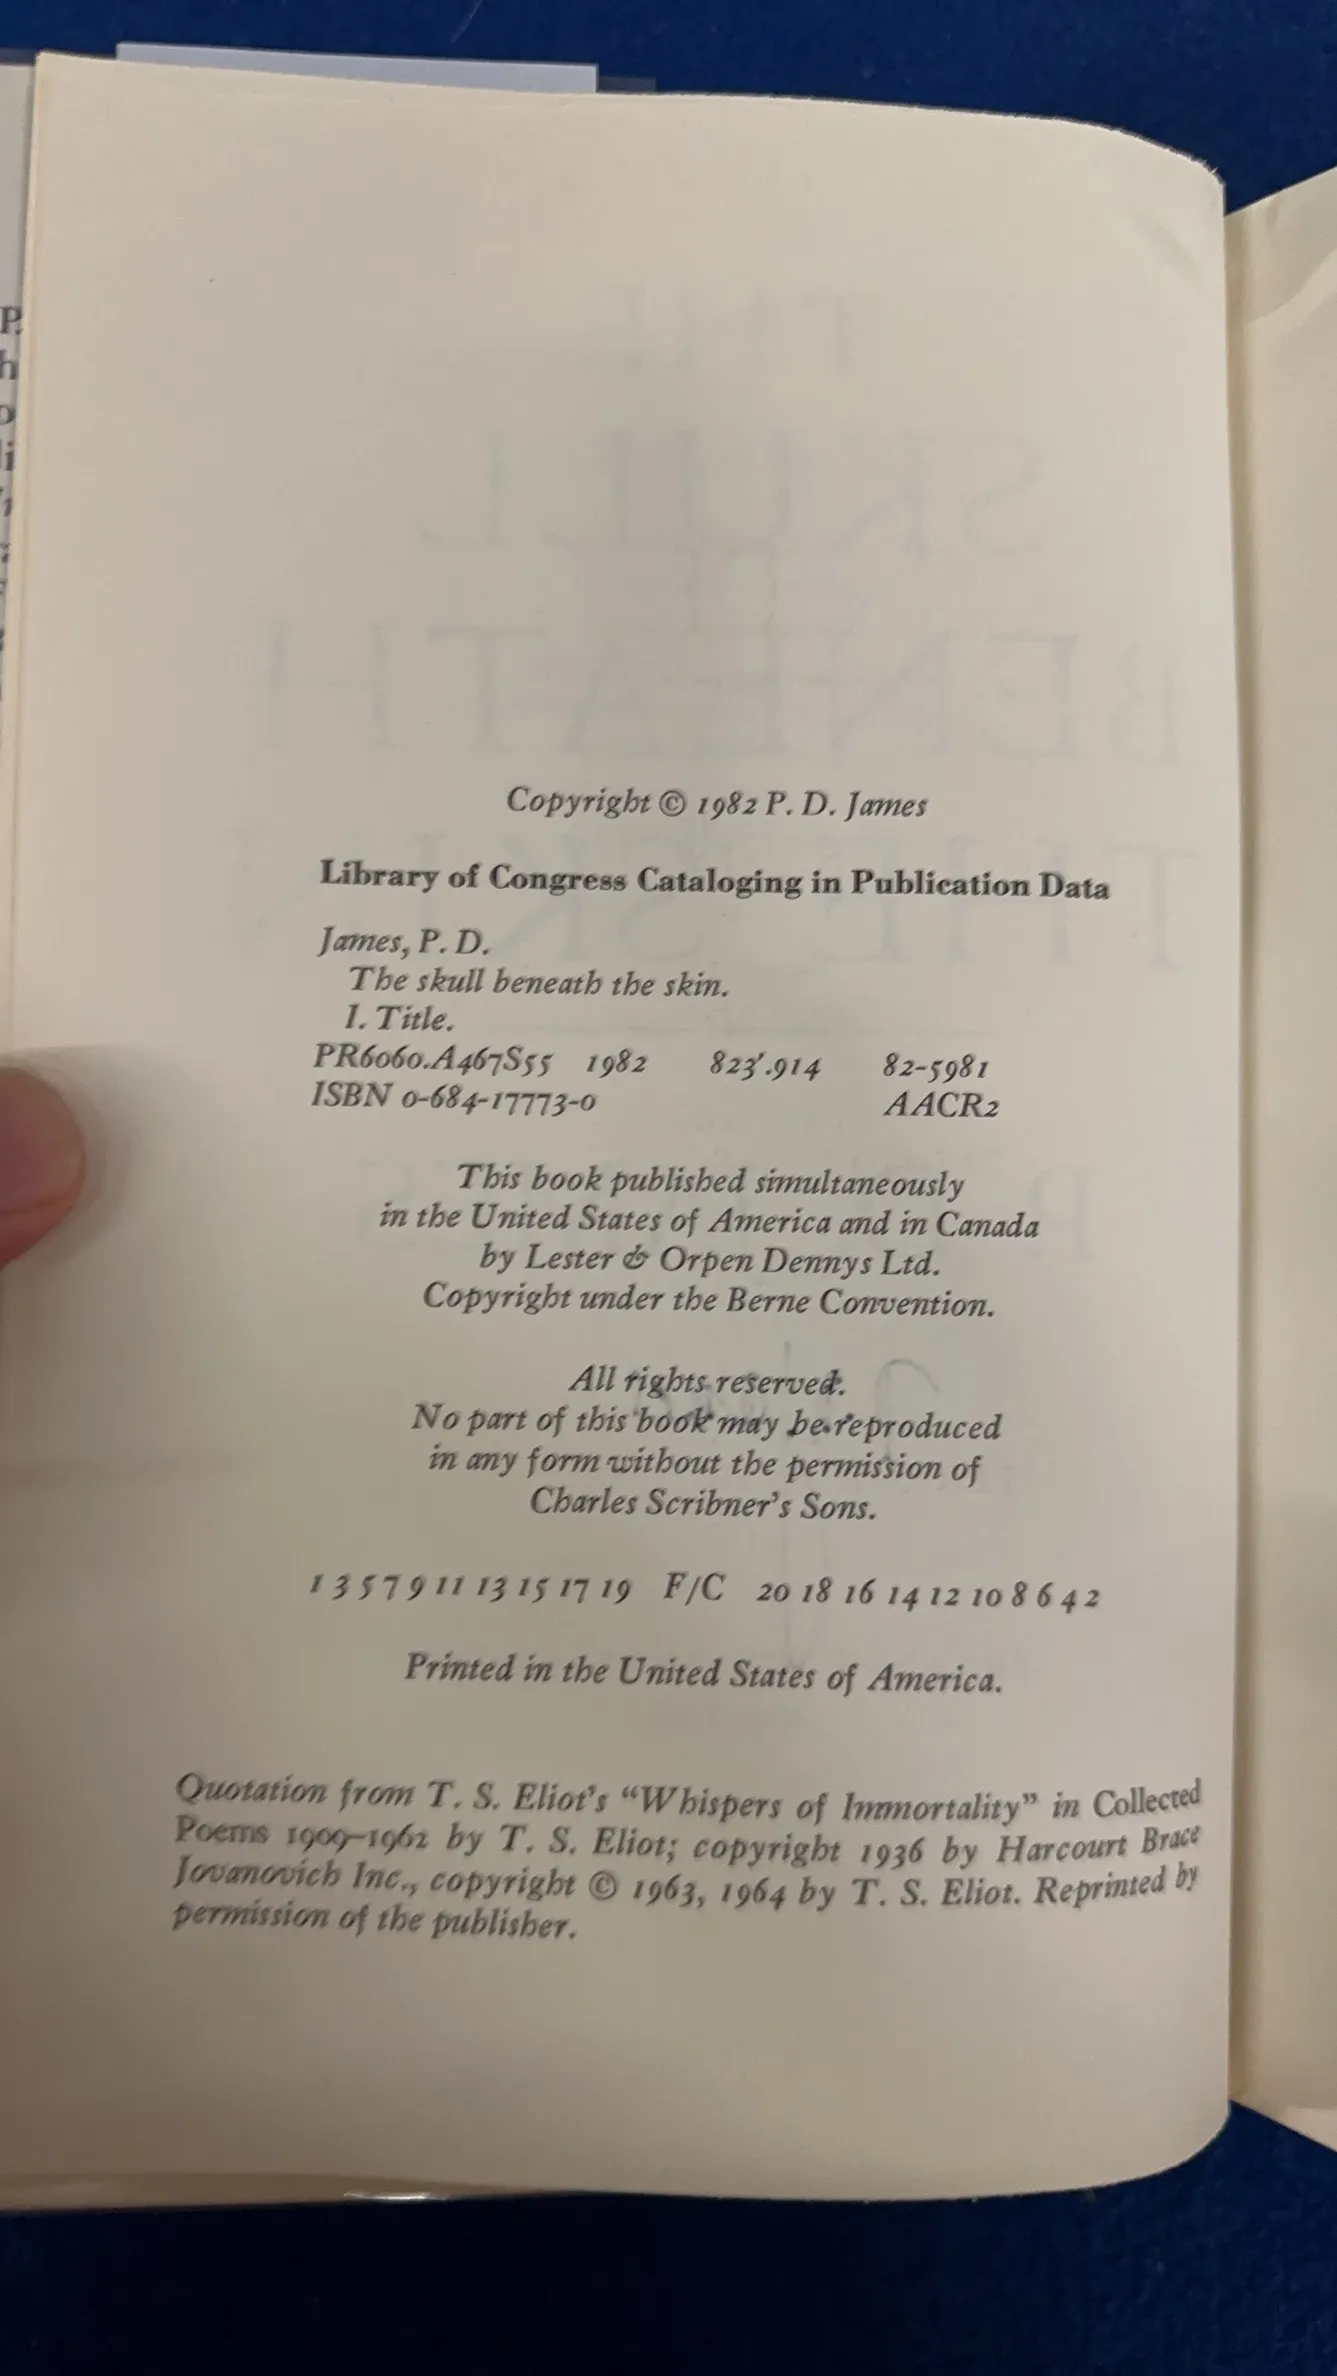 Copyright © 1982 P. D. James
Library of Congress Cataloging in Publication Data
James, P. D.
The skull beneath the skin.
I. Title.
PR6060.A467S55 1982 823'.914 82-5981
ISBN 0-684-17773-0 AACR2
This book published simultaneously
in the United States of America and in Canada
by Lester & Orpen Dennys Ltd.
Copyright under the Berne Convention.
All rights reserved.
No part of this book may be reproduced
in any form without the permission of
Charles Scribner's Sons.
1 3 5 7 9 11 13 15 17 19 F/C 20 18 16 14 12 10 8 6 4 2
Printed in the United States of America.
Quotation from T. S. Eliot's “Whispers of Immortality” in Collected
Poems 1909–1962 by T. S. Eliot; copyright 1936 by Harcourt Brace
Jovanovich Inc., copyright © 1963, 1964 by T. S. Eliot. Reprinted by
permission of the publisher.